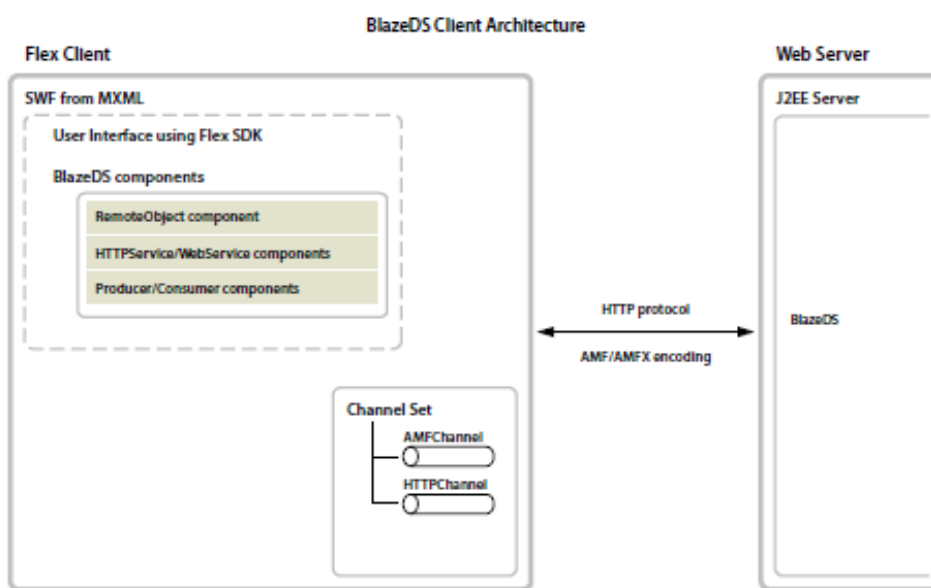 BlazeDS Client Architecture
Flex Client
Web Server
SWF from MXML
J2EE Server
User Interface using Flex SDK
BlazeDS components
RemoteObject component
HTTPService/WebService components
Producer/Consumer components
HTTP protocol
BlazeDS
AMF/AMFX encoding
Channel Set
AMFChannel
HTTPChannel